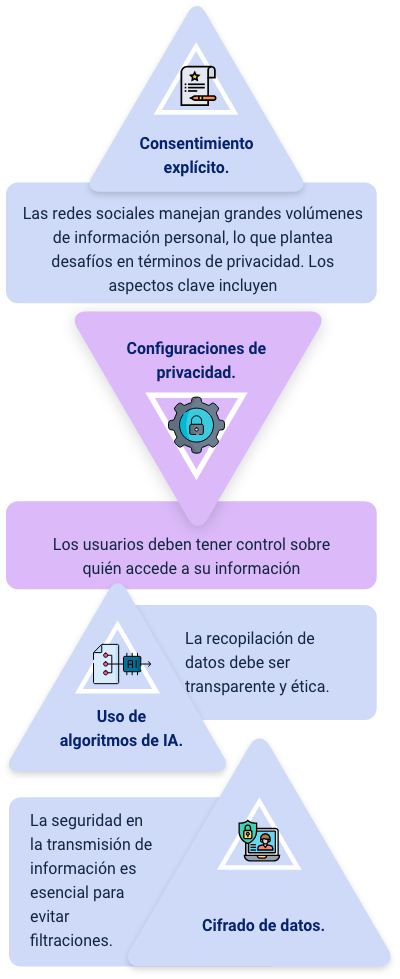 Consentimiento
explícito.
Las redes sociales manejan grandes volúmenes
de información personal, lo que plantea
desafíos en términos de privacidad. Los
aspectos clave incluyen
Configuraciones de
privacidad.
Los usuarios deben tener control sobre
quién accede a su información
La recopilación de
datos debe ser
transparente y ética.
AI
Uso de
algoritmos de IA.
La seguridad en
la transmisión de
información es
esencial para
evitar
filtraciones.
Cifrado de datos.